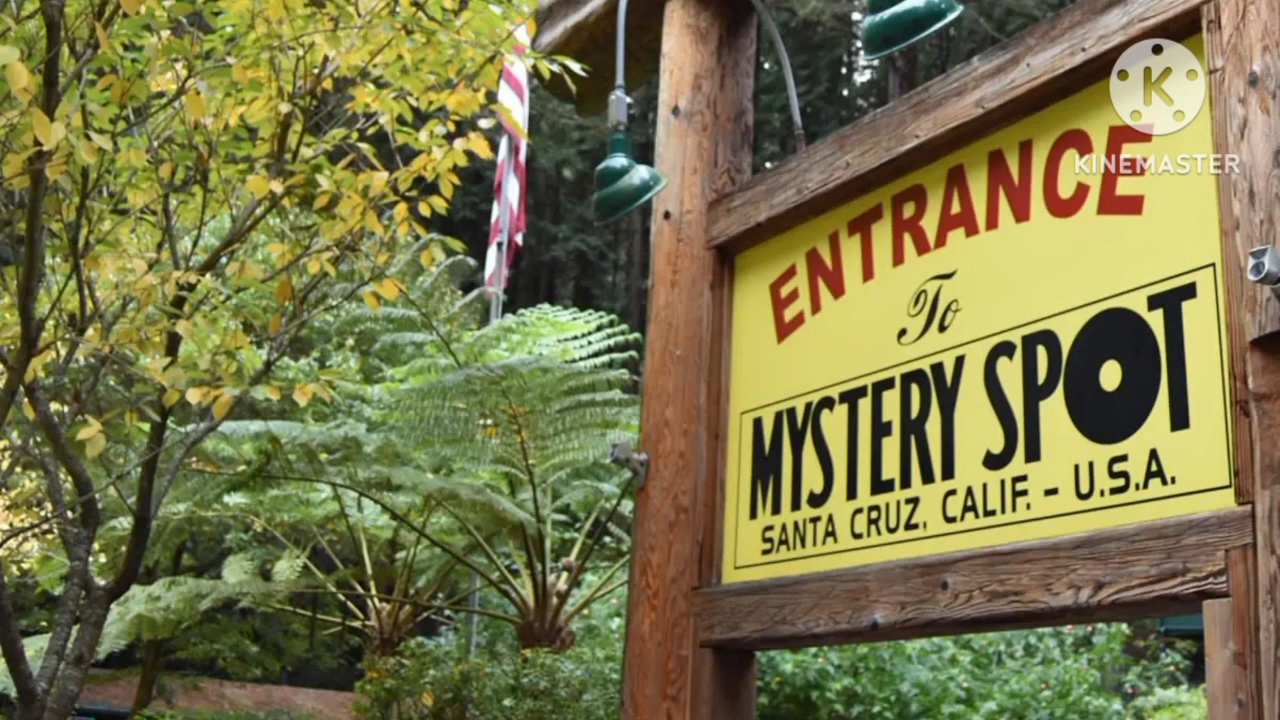 K
KINEMASTER
ENTRANCE
To
MYSTERY SPOT
SANTA CRUZ, CALIF. - U.S.A.